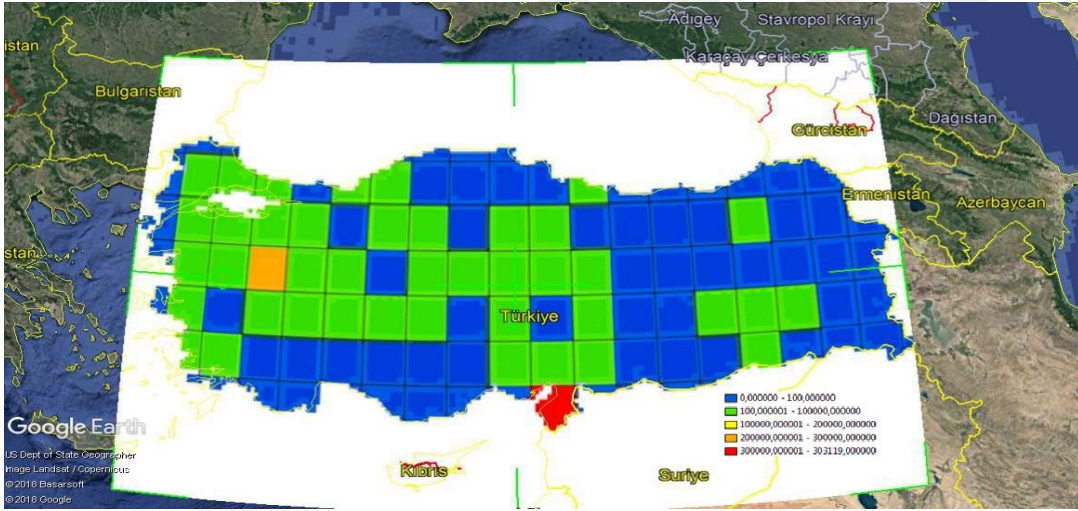 Adigey
Stavropol Krayı
istan
Karaçay-Çerkesya
Bulgaristan
Dağıstan
Gürcistan
Ermenistan
Azerbaycan
stan
Türkiye
0,000000 - 100,000000
100,000001 - 100000,000000
100000,000001 - 200000,000000
200000,000001 - 300000,000000
300000,000001 - 303119,000000
Google Earth
US Dept of State Geographer
Image Landsat / Copernicus
© 2018 Basarsoft
© 2018 Google
Kıbrıs
Suriye